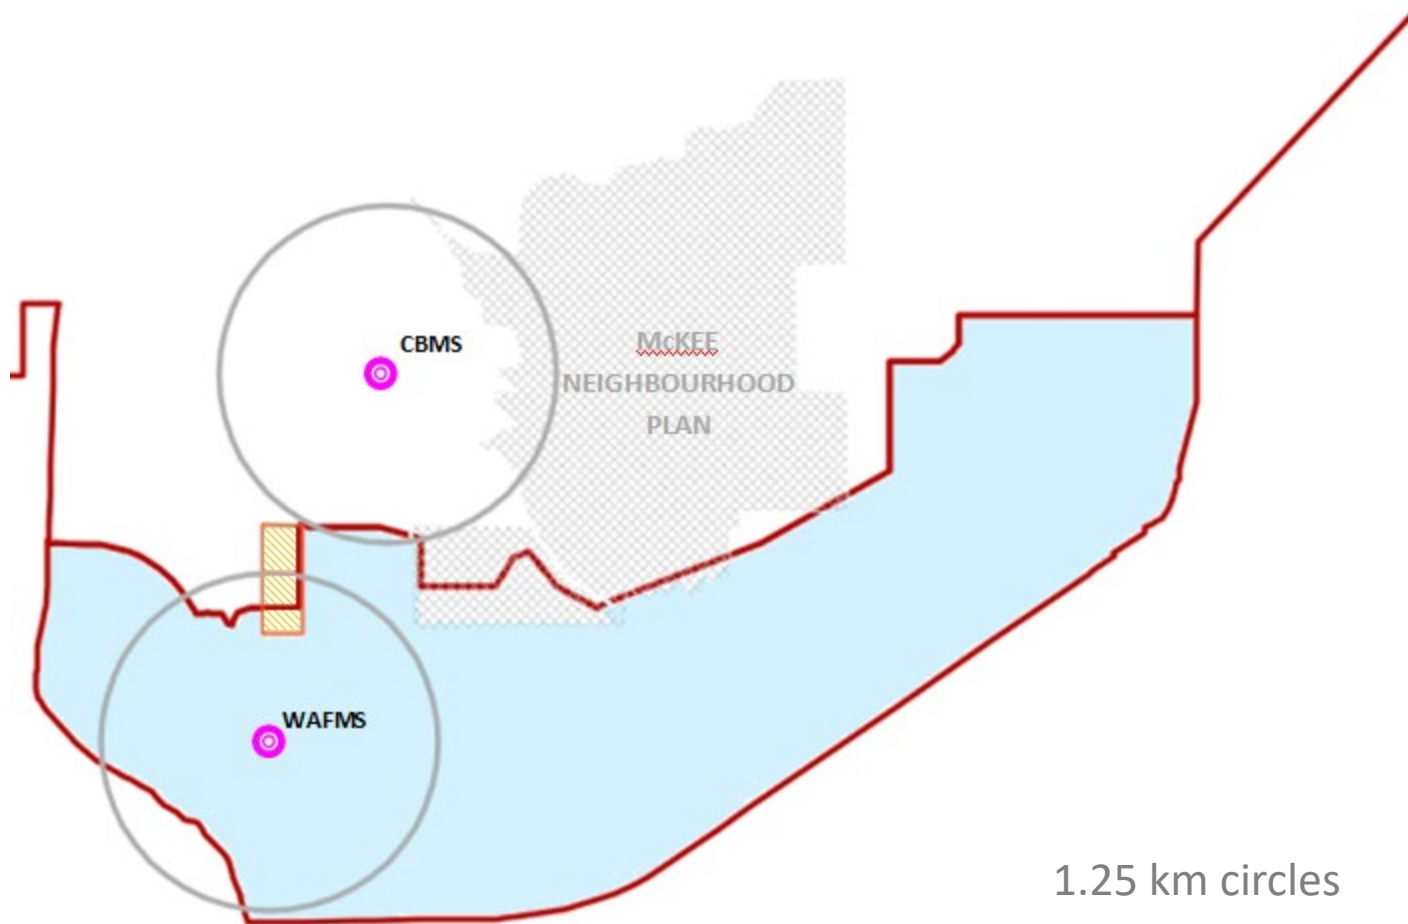 CBMS
McKEE
NEIGHBOURHOOD
PLAN
WAFMS
1.25 km circles